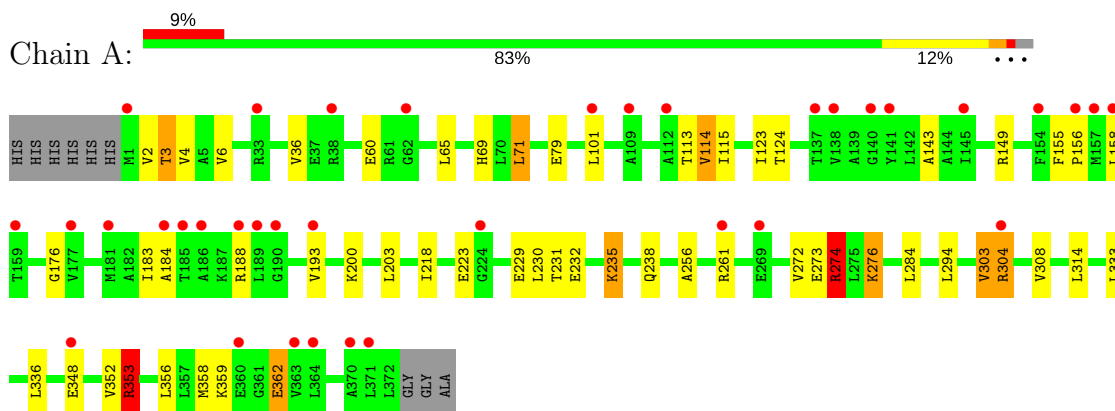 9%
Chain A:
83% 12% • • •
HIS HIS HIS HIS HIS HIS M1 V2 T3 V4 A5 V6 R33 V36 E37 R38 E60 R61 G62 L65 H69 L70 L71 E79 L101 A109 A112 T113 V114 I115 I123 T124 T137 V138 A139 G140 Y141 L142 A143 A144 I145 R149 F154 F155 P156 M157 L158
T159 G176 V177 M181 A182 I183 A184 T185 A186 K187 R188 L189 G190 V193 K200 L203 I218 E223 G224 E229 L230 T231 E232 K235 Q238 A256 R261 E269 V272 E273 R274 L275 K276 L284 L294 V303 R304 V308 L314 L333
L336 E348 V352 R353 L356 L357 M358 K359 E360 G361 E362 V363 L364 A370 L371 L372 GLY GLY ALA